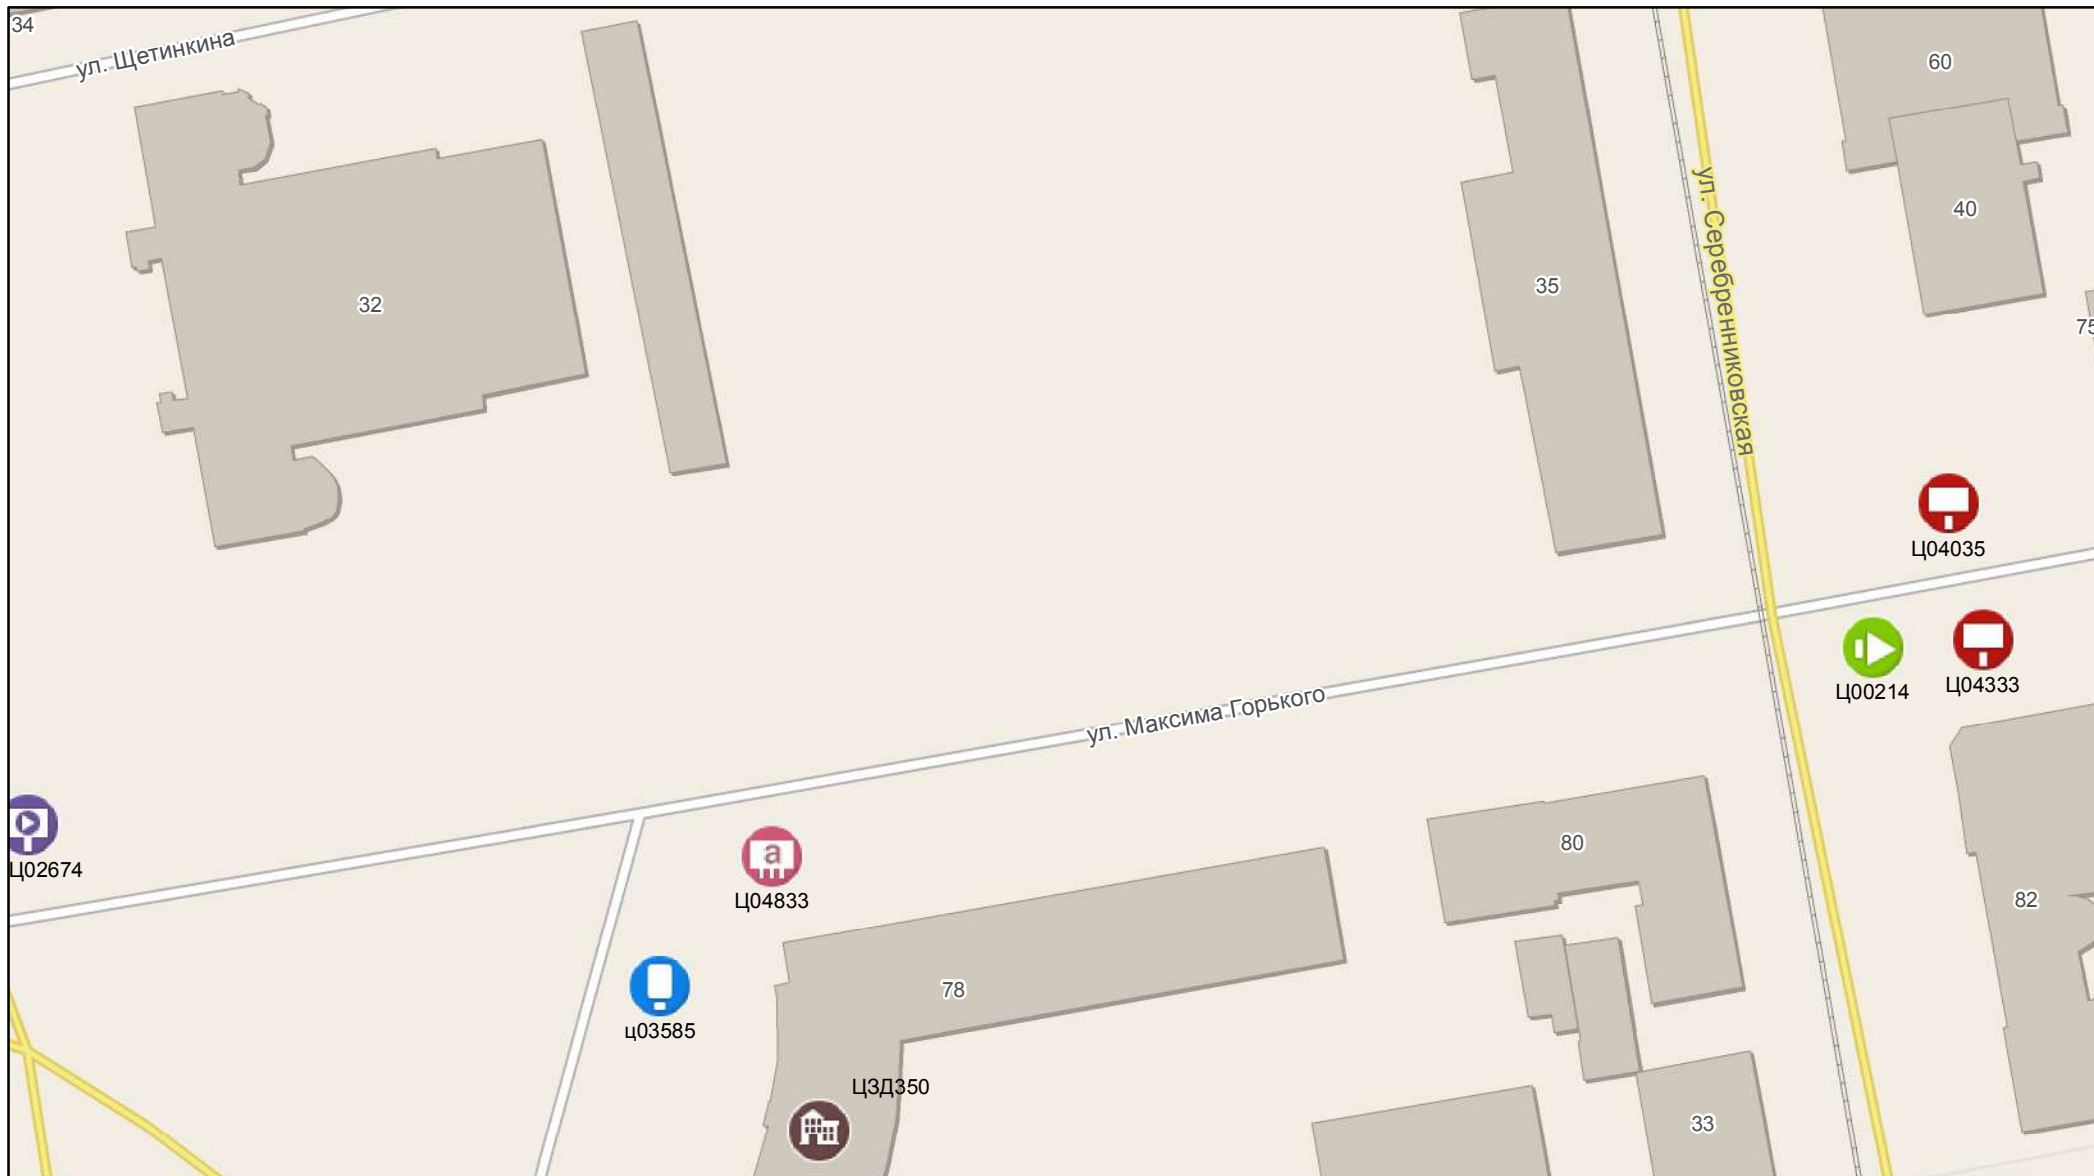 34
ул. Щетинкина
60
40
32
35
ул. Серебренниковская
Ц04035
Ц00214
Ц04333
ул. Максима Горького
80
Ц02674
Ц04833
a
82
78
ц03585
ЦЗД350
33